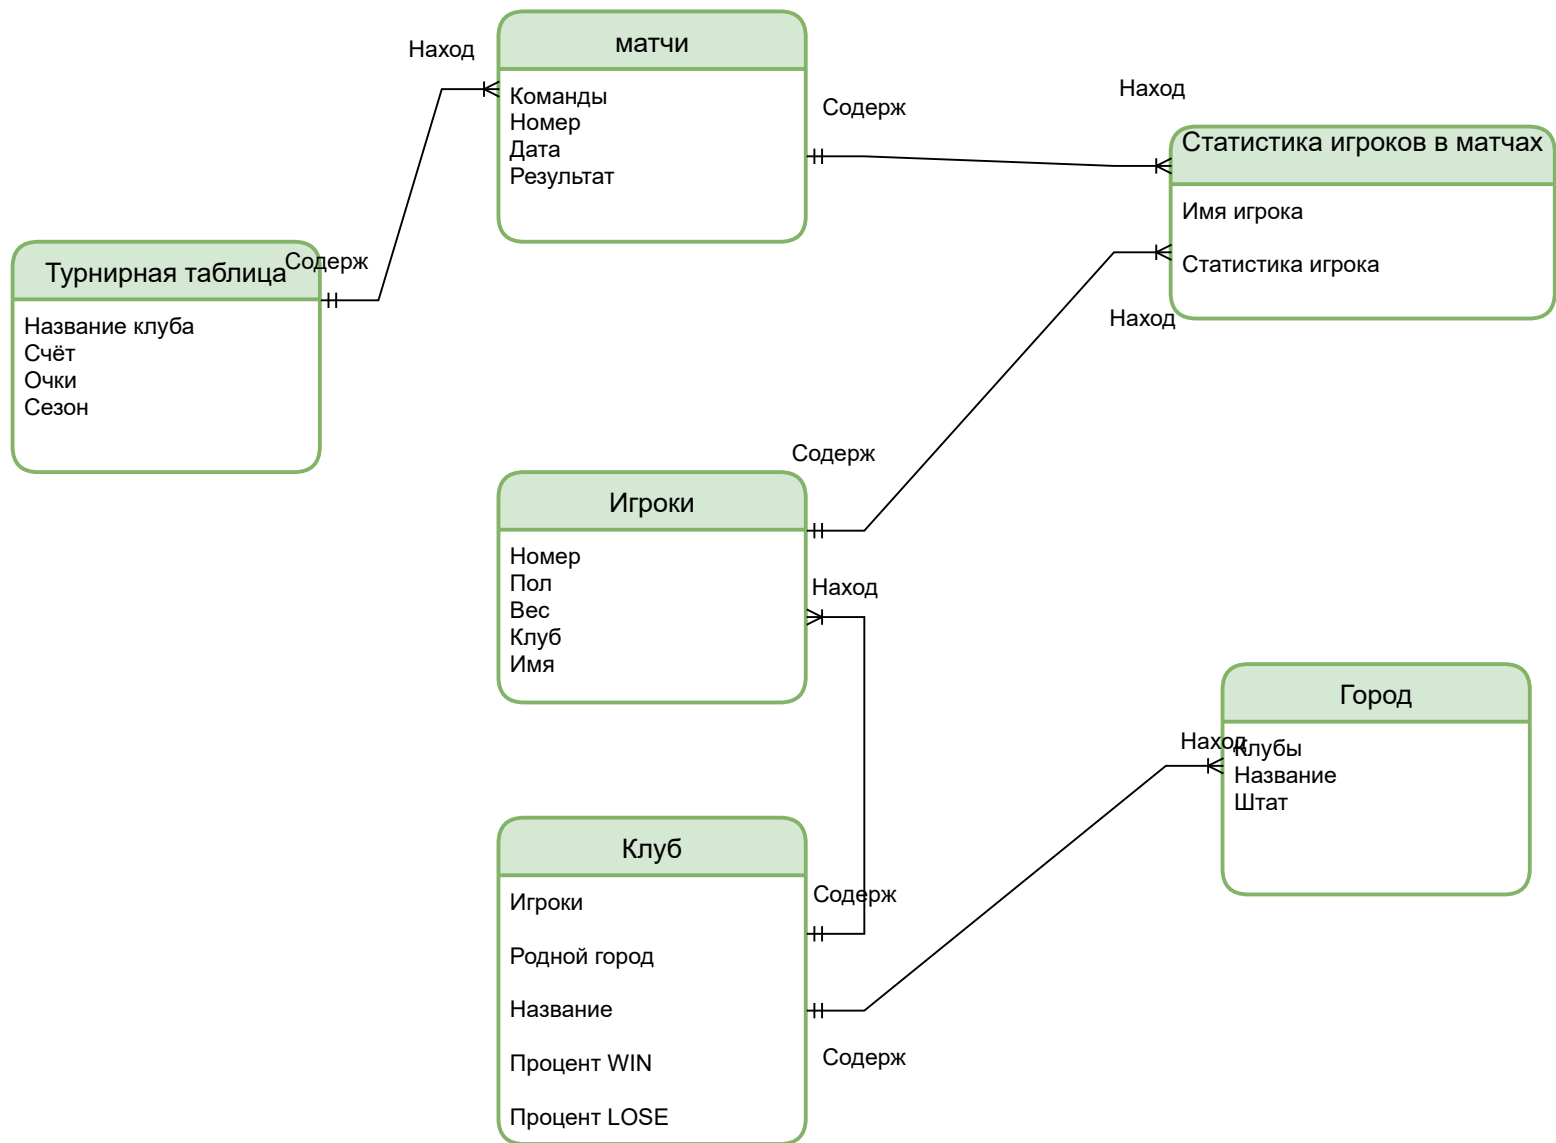 матчи
Команды
Номер
Дата
Результат
Наход
Содерж
Наход
Статистика игроков в матчах
Имя игрока
Статистика игрока
Наход
Турнирная таблица
Содерж
Название клуба
Счёт
Очки
Сезон
Содерж
Игроки
Номер
Пол
Вес
Клуб
Имя
Наход
Город
Наход
Клубы
Название
Штат
Клуб
Игроки
Родной город
Название
Процент WIN
Процент LOSE
Содерж
Содерж